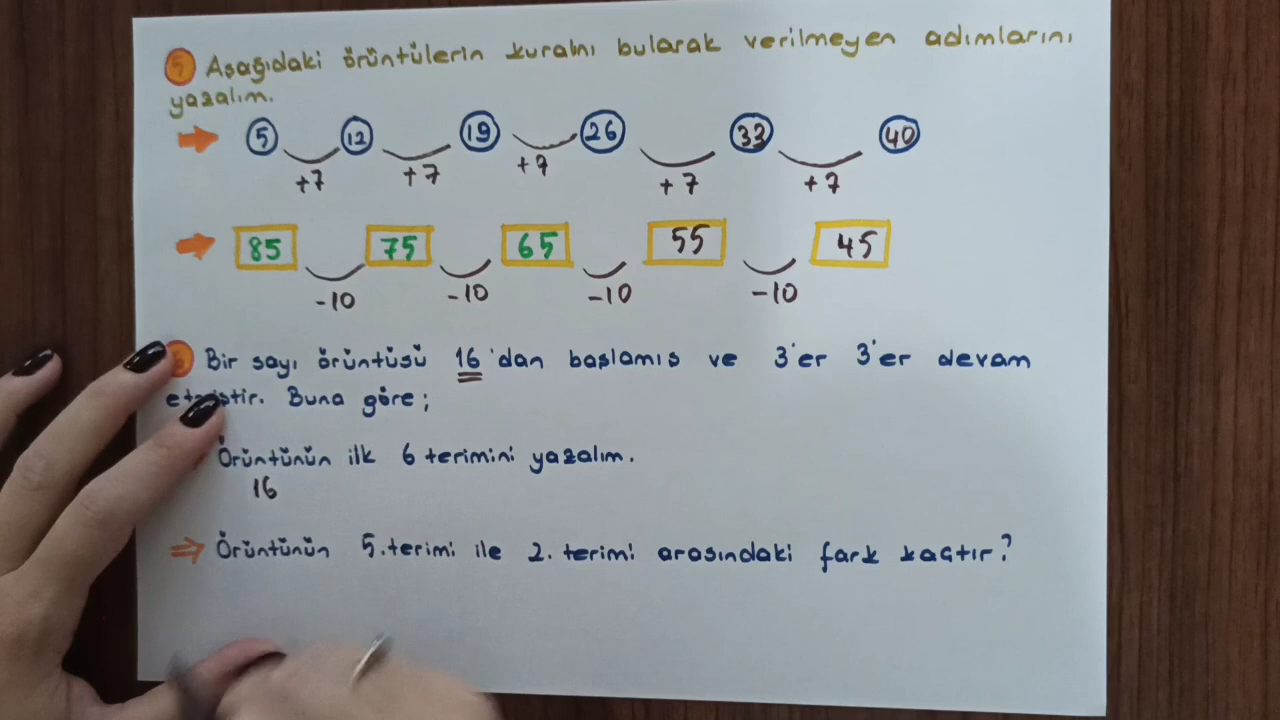 5 Aşağıdaki örüntülerin kuralını bularak verilmeyen adımlarını
yazalım.
5 12 19 26 33 40
+7 +7 +7 +7 +7
85 75 65 55 45
-10 -10 -10 -10
Bir sayı örüntüsü 16'dan başlamış ve 3'er 3'er devam
Buna göre;
Örüntünün ilk 6 terimini yazalım.
16
Örüntünün 5. terimi ile 2. terimi arasındaki fark kaçtır?